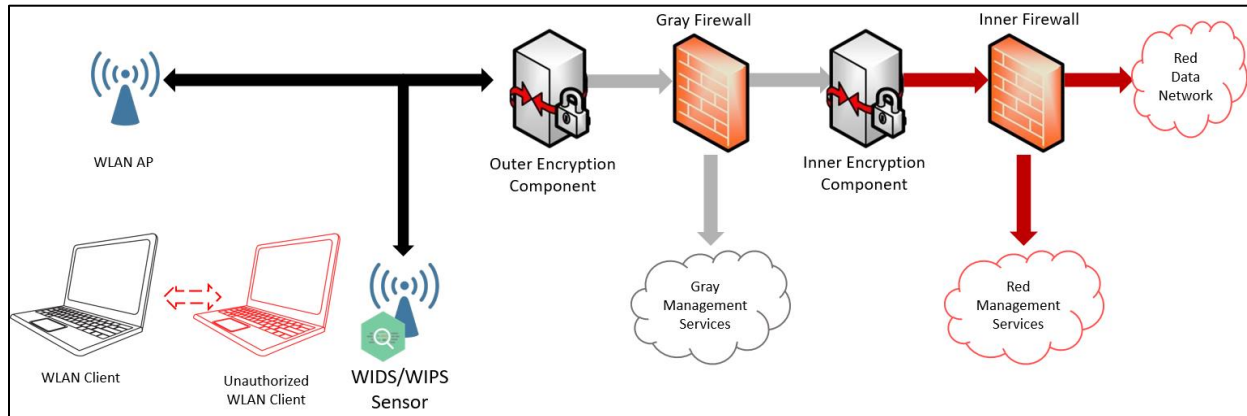 Gray Firewall
Inner Firewall
Red
Data
Network
WLAN AP
Outer Encryption
Component
Inner Encryption
Component
Gray
Management
Services
Red
Management
Services
WLAN Client
Unauthorized
WLAN Client
WIDS/WIPS
Sensor